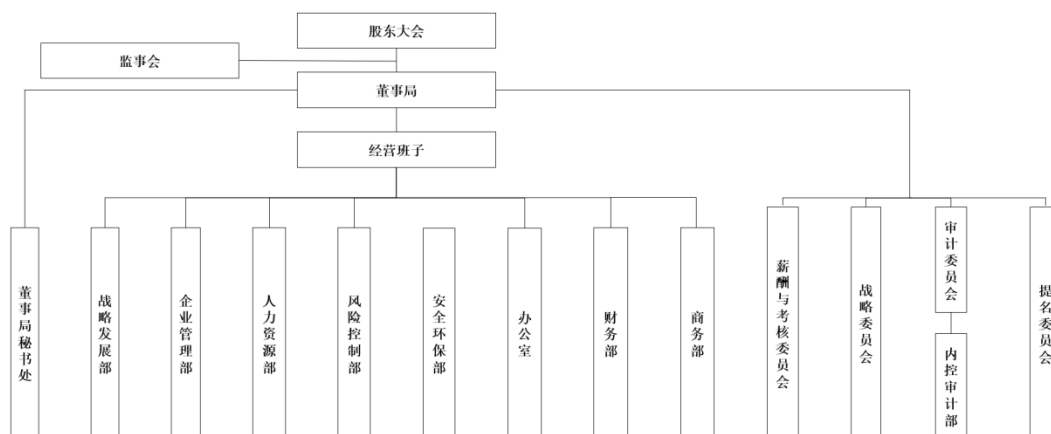 股东大会
监事会
董事局
经营班子
董事局秘书处
战略发展部
企业管理部
人力资源部
风险控制部
安全环保部
办公室
财务部
商务部
薪酬与考核委员会
战略委员会
审计委员会
内控审计部
提名委员会